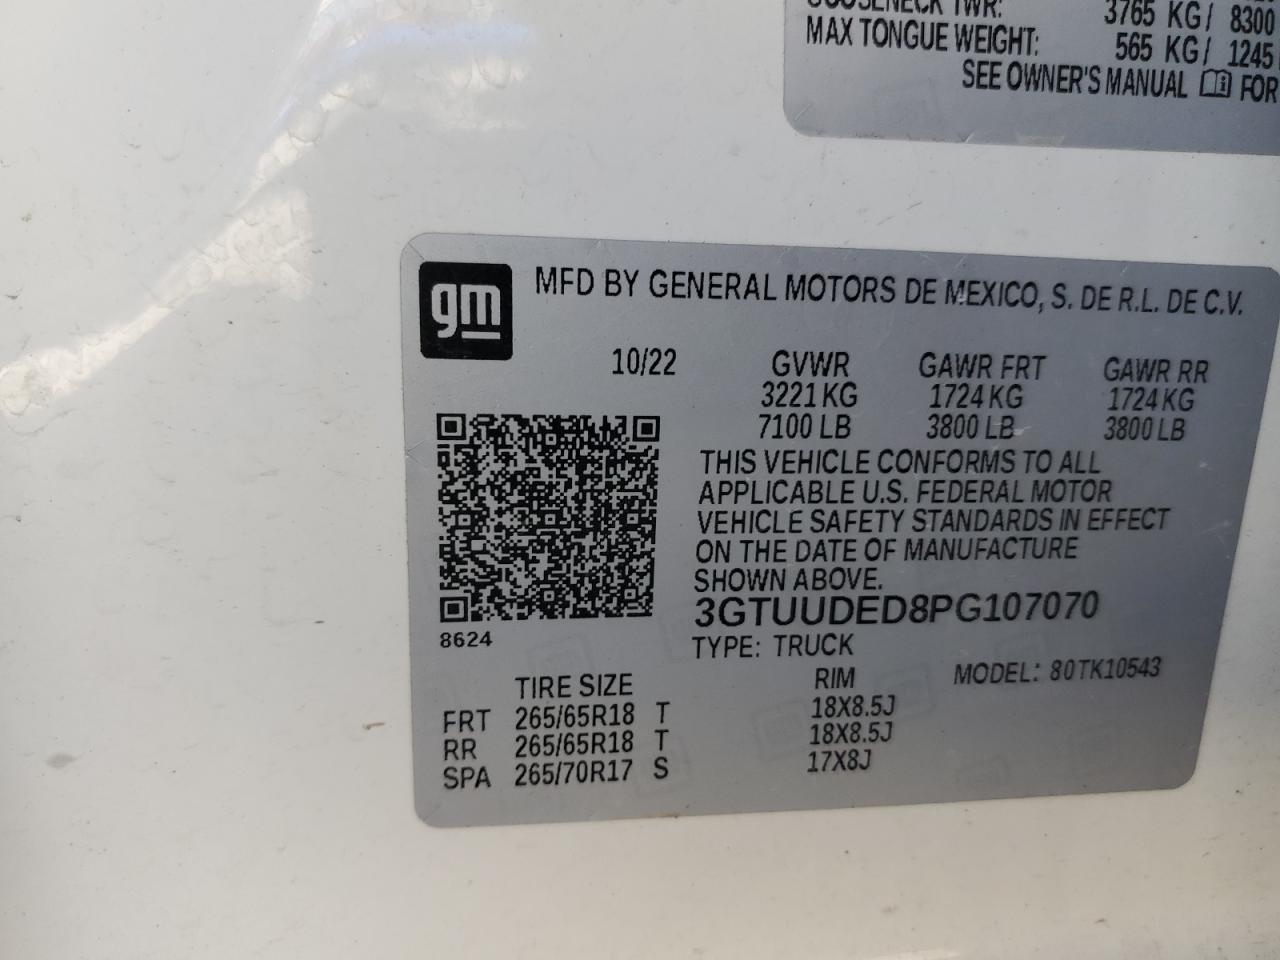 GOOSENECK TWR: 3765 KG/ 8300
MAX TONGUE WEIGHT: 565 KG/ 1245
SEE OWNER'S MANUAL FOR
gm
MFD BY GENERAL MOTORS DE MEXICO, S. DE R.L. DE C.V.
10/22 GVWR GAWR FRT GAWR RR
3221 KG 1724 KG 1724 KG
7100 LB 3800 LB 3800 LB
THIS VEHICLE CONFORMS TO ALL
APPLICABLE U.S. FEDERAL MOTOR
VEHICLE SAFETY STANDARDS IN EFFECT
ON THE DATE OF MANUFACTURE
SHOWN ABOVE.
3GTUUDED8PG107070
8624
TYPE: TRUCK
TIRE SIZE RIM MODEL: 80TK10543
FRT 265/65R18 T 18X8.5J
RR 265/65R18 T 18X8.5J
SPA 265/70R17 S 17X8J